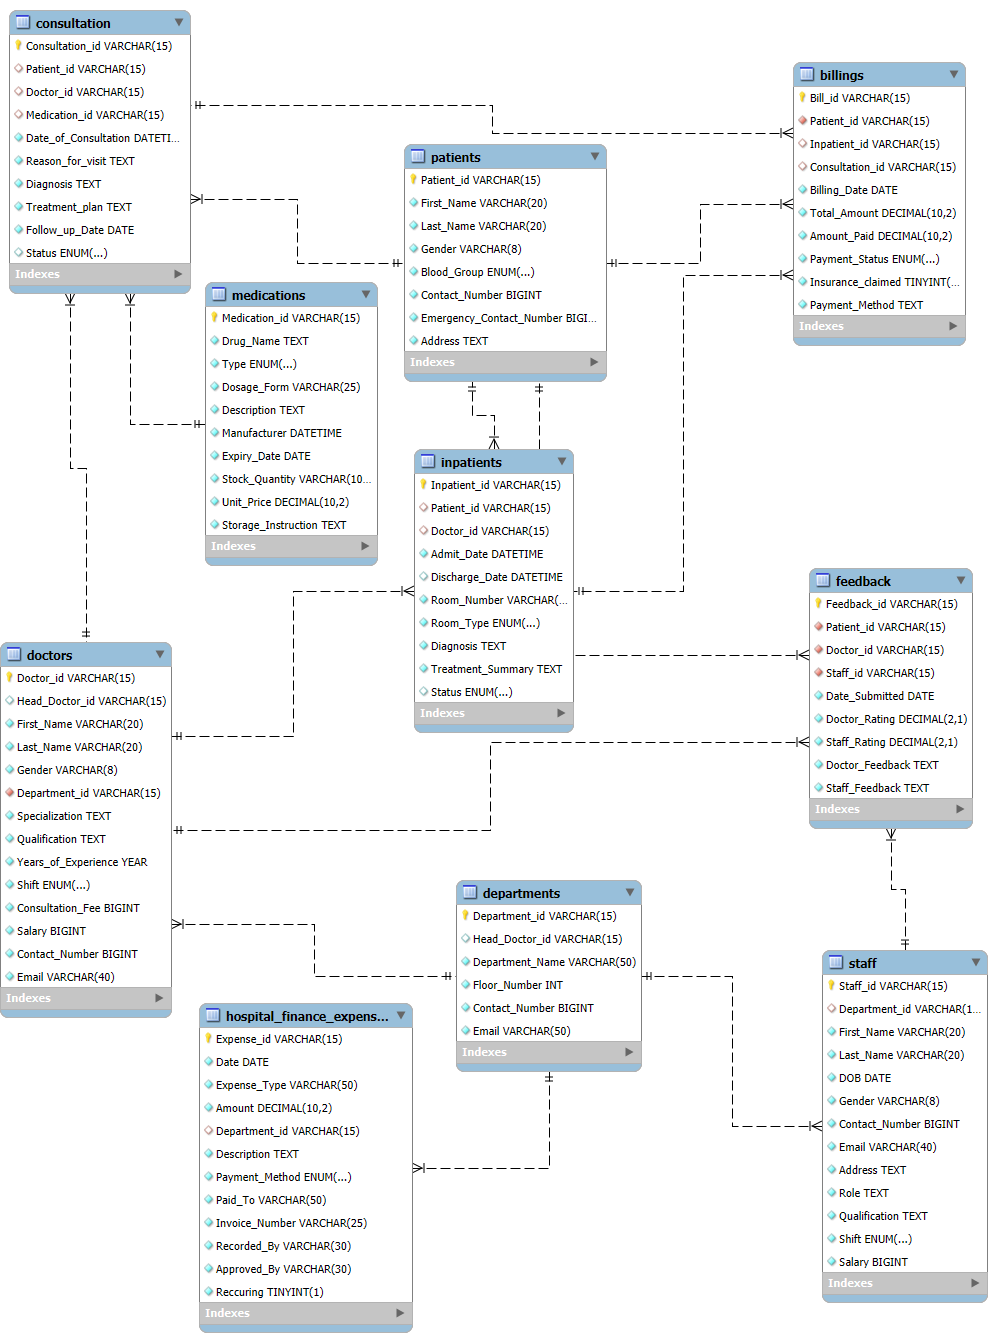 consultation
Consultation_id VARCHAR(15)
Patient_id VARCHAR(15)
Doctor_id VARCHAR(15)
Medication_id VARCHAR(15)
Date_of_Consultation DATETI...
Reason_for_visit TEXT
Diagnosis TEXT
Treatment_plan TEXT
Follow_up_Date DATE
Status ENUM(...)
Indexes
billings
Bill_id VARCHAR(15)
Patient_id VARCHAR(15)
Inpatient_id VARCHAR(15)
Consultation_id VARCHAR(15)
Billing_Date DATE
Total_Amount DECIMAL(10,2)
Amount_Paid DECIMAL(10,2)
Payment_Status ENUM(...)
Insurance_claimed TINYINT(...
Payment_Method TEXT
Indexes
patients
Patient_id VARCHAR(15)
First_Name VARCHAR(20)
Last_Name VARCHAR(20)
Gender VARCHAR(8)
Blood_Group ENUM(...)
Contact_Number BIGINT
Emergency_Contact_Number BIGI...
Address TEXT
Indexes
medications
Medication_id VARCHAR(15)
Drug_Name TEXT
Type ENUM(...)
Dosage_Form VARCHAR(25)
Description TEXT
Manufacturer DATETIME
Expiry_Date DATE
Stock_Quantity VARCHAR(10...
Unit_Price DECIMAL(10,2)
Storage_Instruction TEXT
Indexes
inpatients
Inpatient_id VARCHAR(15)
Patient_id VARCHAR(15)
Doctor_id VARCHAR(15)
Admit_Date DATETIME
Discharge_Date DATETIME
Room_Number VARCHAR(...
Room_Type ENUM(...)
Diagnosis TEXT
Treatment_Summary TEXT
Status ENUM(...)
Indexes
feedback
Feedback_id VARCHAR(15)
Patient_id VARCHAR(15)
Doctor_id VARCHAR(15)
Staff_id VARCHAR(15)
Date_Submitted DATE
Doctor_Rating DECIMAL(2,1)
Staff_Rating DECIMAL(2,1)
Doctor_Feedback TEXT
Staff_Feedback TEXT
Indexes
doctors
Doctor_id VARCHAR(15)
Head_Doctor_id VARCHAR(15)
First_Name VARCHAR(20)
Last_Name VARCHAR(20)
Gender VARCHAR(8)
Department_id VARCHAR(15)
Specialization TEXT
Qualification TEXT
Years_of_Experience YEAR
Shift ENUM(...)
Consultation_Fee BIGINT
Salary BIGINT
Contact_Number BIGINT
Email VARCHAR(40)
Indexes
departments
Department_id VARCHAR(15)
Head_Doctor_id VARCHAR(15)
Department_Name VARCHAR(50)
Floor_Number INT
Contact_Number BIGINT
Email VARCHAR(50)
Indexes
staff
Staff_id VARCHAR(15)
Department_id VARCHAR(1...
First_Name VARCHAR(20)
Last_Name VARCHAR(20)
DOB DATE
Gender VARCHAR(8)
Contact_Number BIGINT
Email VARCHAR(40)
Address TEXT
Role TEXT
Qualification TEXT
Shift ENUM(...)
Salary BIGINT
Indexes
hospital_finance_expens...
Expense_id VARCHAR(15)
Date DATE
Expense_Type VARCHAR(50)
Amount DECIMAL(10,2)
Department_id VARCHAR(15)
Description TEXT
Payment_Method ENUM(...)
Paid_To VARCHAR(50)
Invoice_Number VARCHAR(25)
Recorded_By VARCHAR(30)
Approved_By VARCHAR(30)
Reccuring TINYINT(1)
Indexes